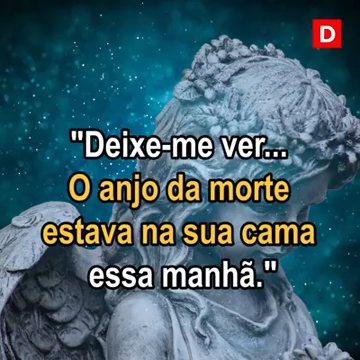 D
"Deixe-me ver...
O anjo da morte
estava na sua cama
essa manhã."